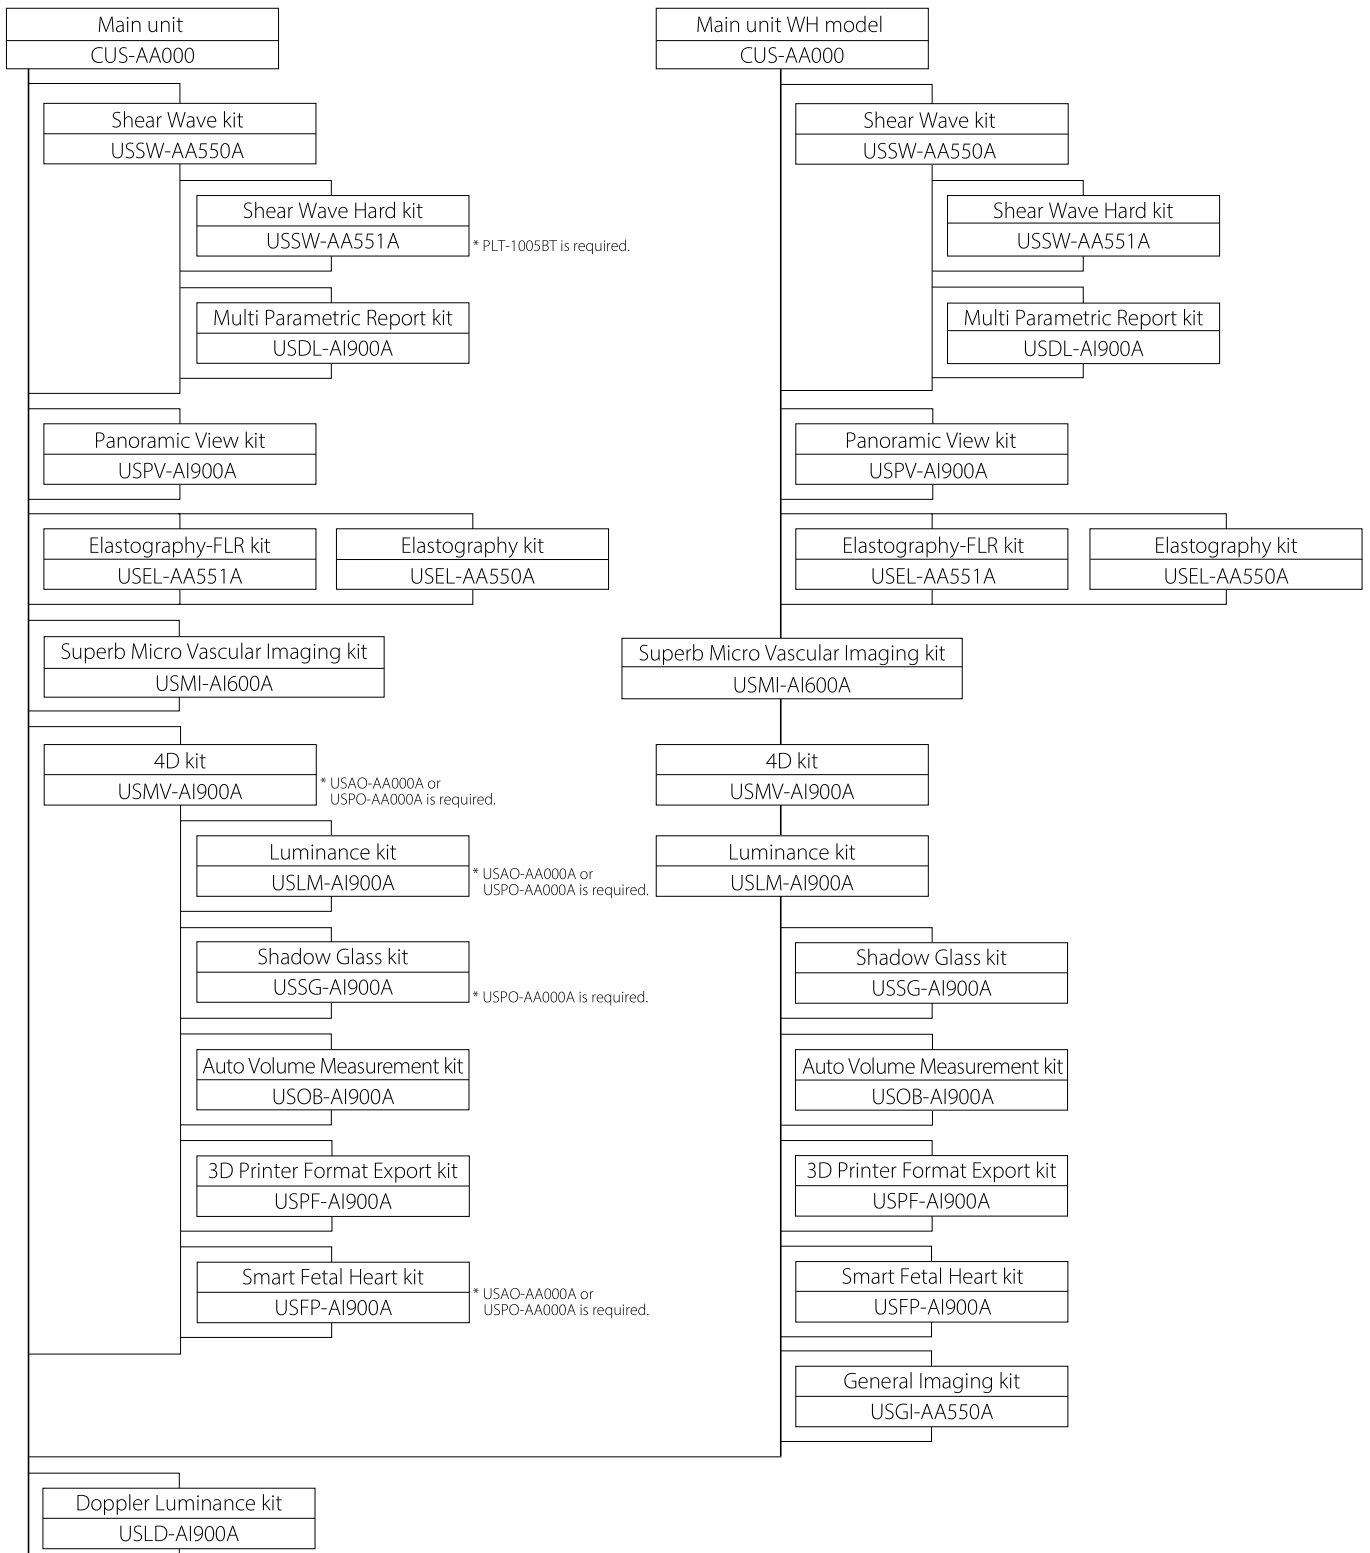 Main unit
CUS-AA000
Shear Wave kit
USSW-AA550A
Shear Wave Hard kit
USSW-AA551A
* PLT-1005BT is required.
Multi Parametric Report kit
USDL-AI900A
Panoramic View kit
USPV-AI900A
Elastography-FLR kit
USEL-AA551A
Elastography kit
USEL-AA550A
Superb Micro Vascular Imaging kit
USMI-AI600A
4D kit
USMV-AI900A
* USAO-AA000A or
USPO-AA000A is required.
Luminance kit
USLM-AI900A
* USAO-AA000A or
USPO-AA000A is required.
Shadow Glass kit
USSG-AI900A
* USPO-AA000A is required.
Auto Volume Measurement kit
USOB-AI900A
3D Printer Format Export kit
USPF-AI900A
Smart Fetal Heart kit
USFP-AI900A
* USAO-AA000A or
USPO-AA000A is required.
Main unit WH model
CUS-AA000
Shear Wave kit
USSW-AA550A
Shear Wave Hard kit
USSW-AA551A
Multi Parametric Report kit
USDL-AI900A
Panoramic View kit
USPV-AI900A
Elastography-FLR kit
USEL-AA551A
Elastography kit
USEL-AA550A
Superb Micro Vascular Imaging kit
USMI-AI600A
4D kit
USMV-AI900A
Luminance kit
USLM-AI900A
Shadow Glass kit
USSG-AI900A
Auto Volume Measurement kit
USOB-AI900A
3D Printer Format Export kit
USPF-AI900A
Smart Fetal Heart kit
USFP-AI900A
General Imaging kit
USGI-AA550A
Doppler Luminance kit
USLD-AI900A